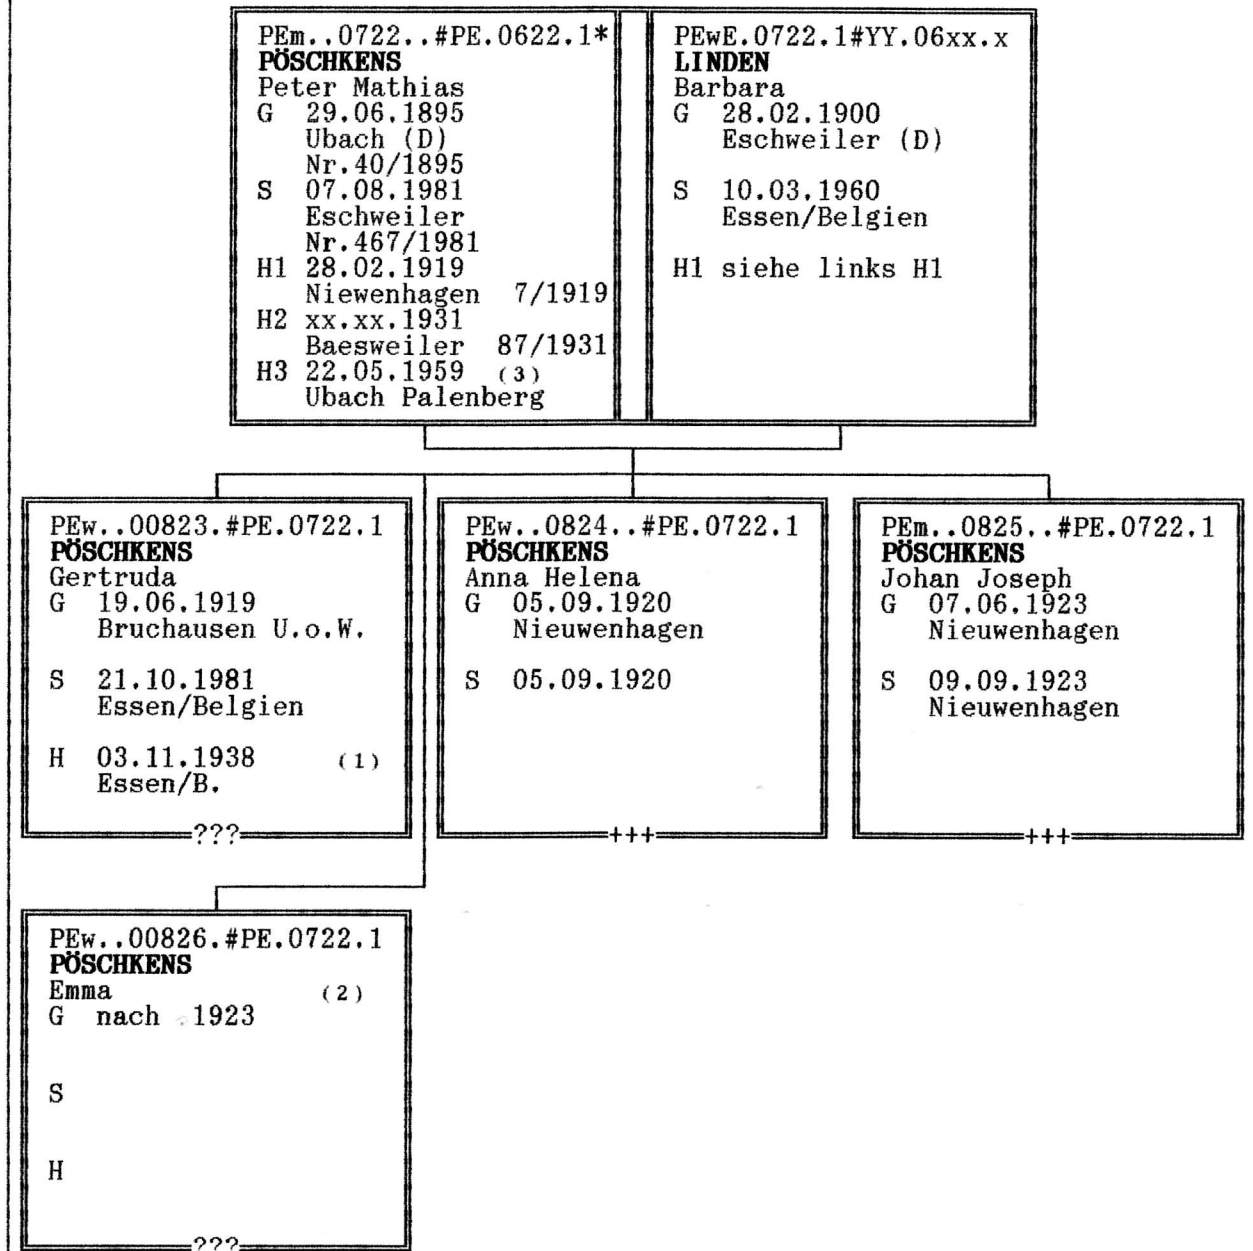 PEm..0722..#PE.0622.1*
PÖSCHKENS
Peter Mathias
G 29.06.1895
Ubach (D)
Nr.40/1895
S 07.08.1981
Eschweiler
Nr.467/1981
H1 28.02.1919
Niewenhagen 7/1919
H2 xx.xx.1931
Baesweiler 87/1931
H3 22.05.1959 (3)
Ubach Palenberg
PEwE.0722.1#YY.06xx.x
LINDEN
Barbara
G 28.02.1900
Eschweiler (D)
S 10.03.1960
Essen/Belgien
H1 siehe links H1
PEw..00823.#PE.0722.1
PÖSCHKENS
Gertruda
G 19.06.1919
Bruchausen U.o.W.
S 21.10.1981
Essen/Belgien
H 03.11.1938 (1)
Essen/B.
???
PEw..0824..#PE.0722.1
PÖSCHKENS
Anna Helena
G 05.09.1920
Nieuwenhagen
S 05.09.1920
+++
PEm..0825..#PE.0722.1
PÖSCHKENS
Johan Joseph
G 07.06.1923
Nieuwenhagen
S 09.09.1923
Nieuwenhagen
+++
PEw..00826.#PE.0722.1
PÖSCHKENS
Emma (2)
G nach 1923
S
H
???